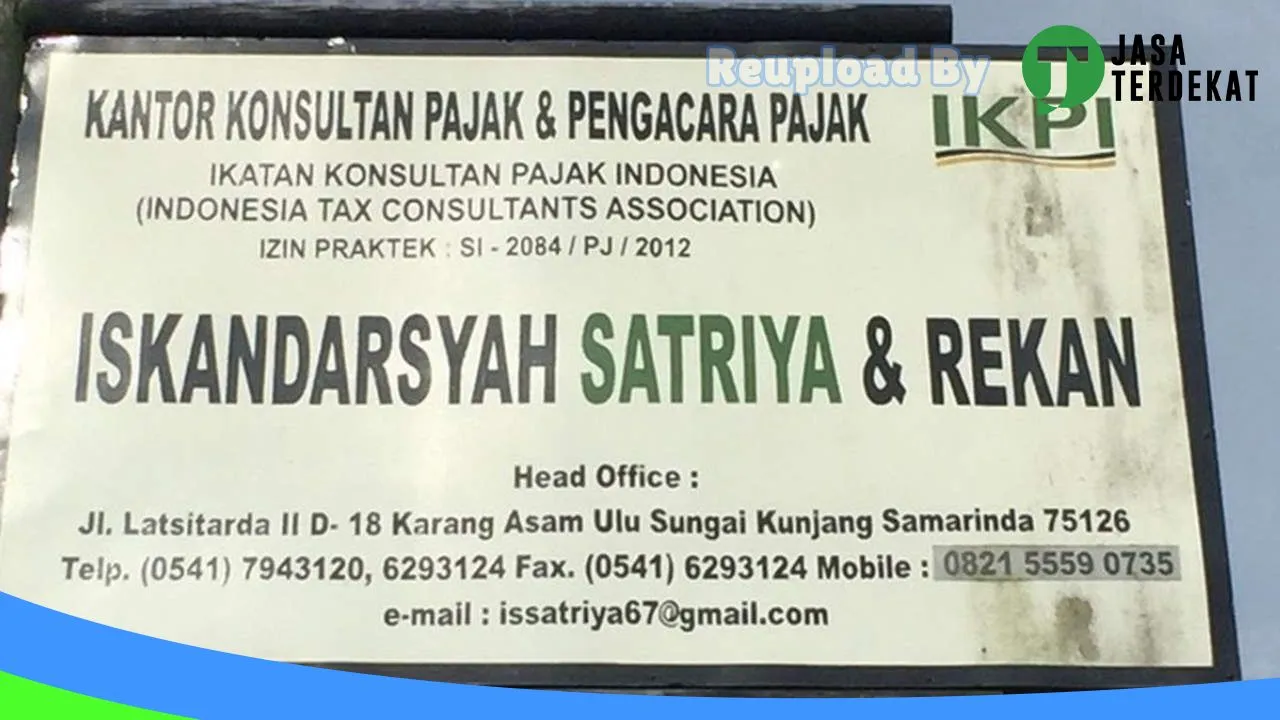 Reupload By
JASA
TERDEKAT
KANTOR KONSULTAN PAJAK & PENGACARA PAJAK
IKPI
IKATAN KONSULTAN PAJAK INDONESIA
(INDONESIA TAX CONSULTANTS ASSOCIATION)
IZIN PRAKTEK : SI - 2084 / PJ / 2012
ISKANDARSYAH SATRIYA & REKAN
Head Office :
Jl. Latsitarda II D- 18 Karang Asam Ulu Sungai Kunjang Samarinda 75126
Telp. (0541) 7943120, 6293124 Fax. (0541) 6293124 Mobile : 0821 5559 0735
e-mail : issatriya67@gmail.com